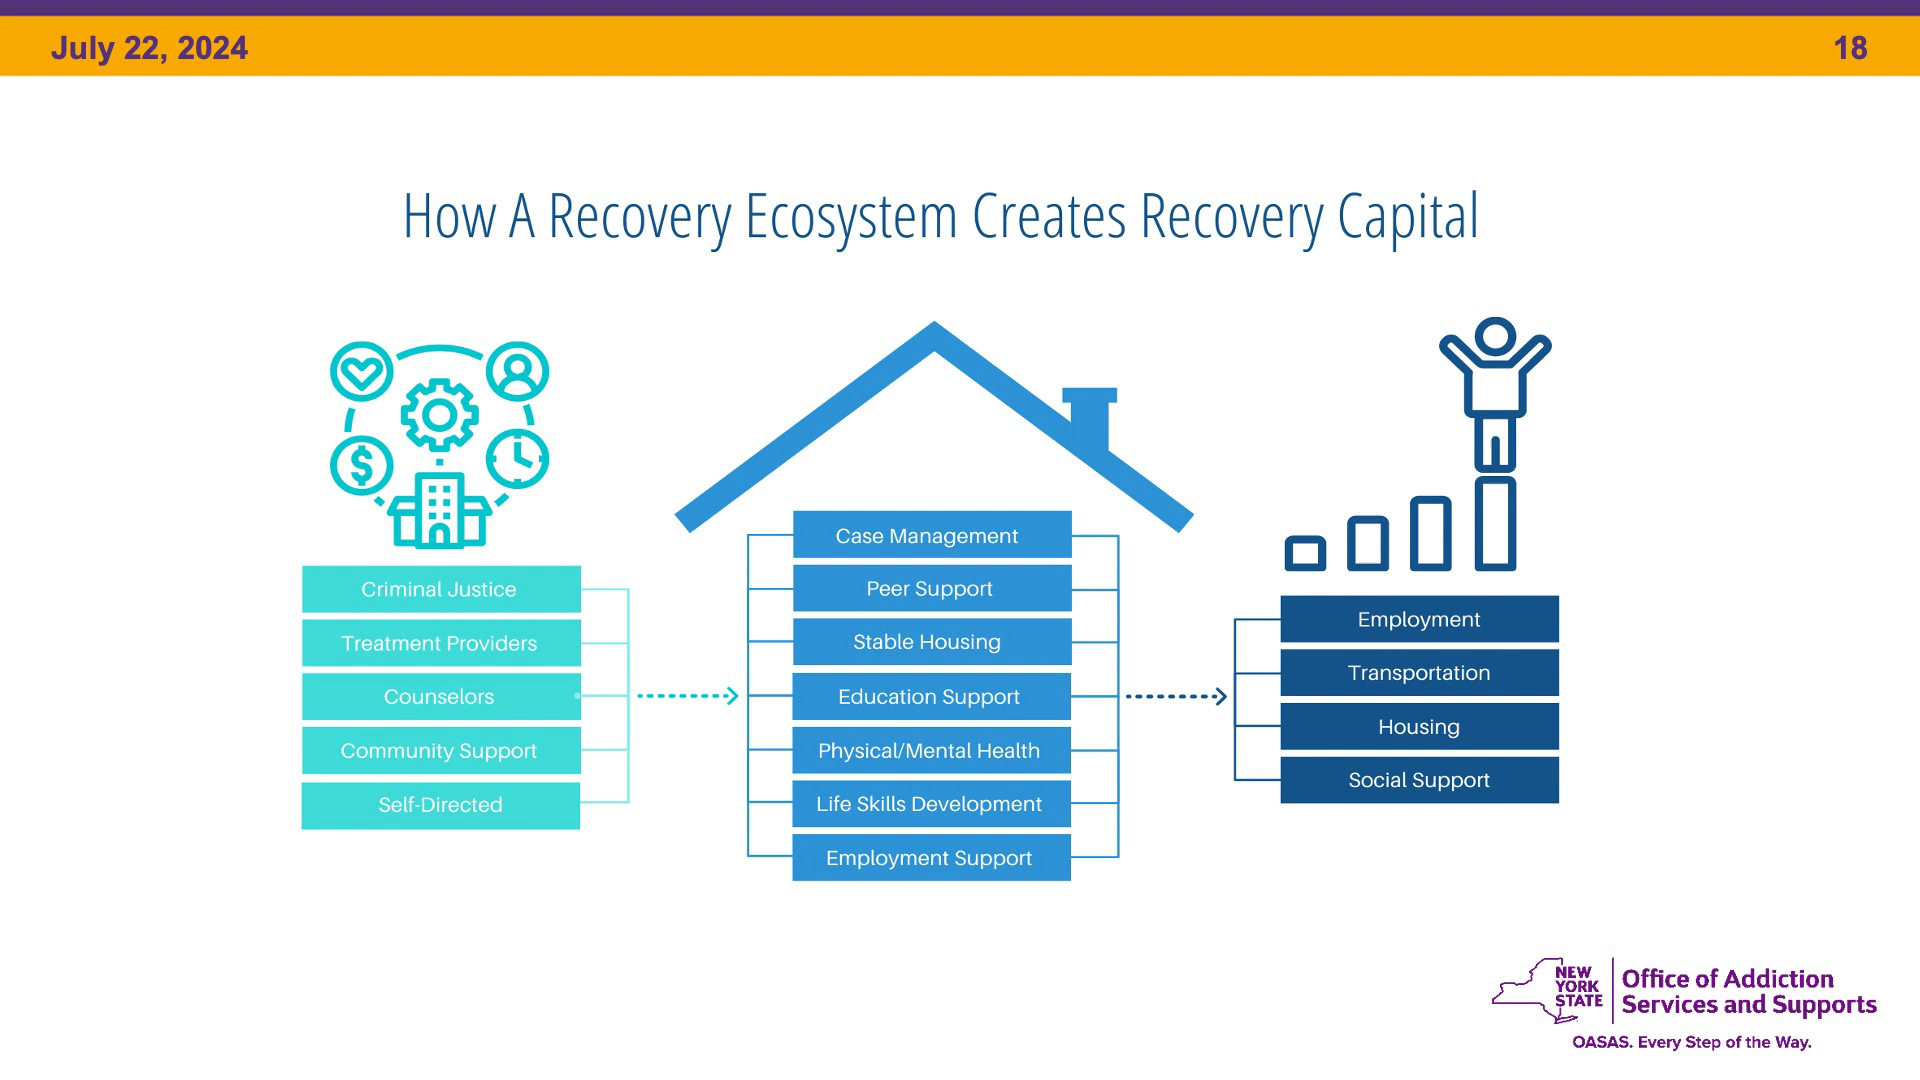 July 22, 2024
18
How A Recovery Ecosystem Creates Recovery Capital
$
Criminal Justice
Treatment Providers
Counselors
Community Support
Self-Directed
Case Management
Peer Support
Stable Housing
Education Support
Physical/Mental Health
Life Skills Development
Employment Support
Employment
Transportation
Housing
Social Support
NEW
YORK
STATE
Office of Addiction
Services and Supports
OASAS. Every Step of the Way.